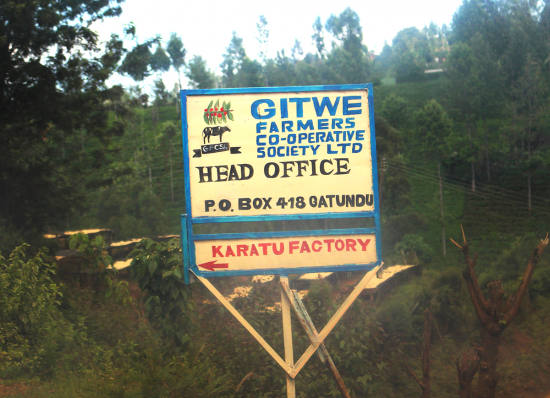 GITWE
FARMERS
CO-OPERATIVE
SOCIETY LTD
G.F.C.S.L
HEAD OFFICE
P.O. BOX 418 GATUNDU
KARATU FACTORY